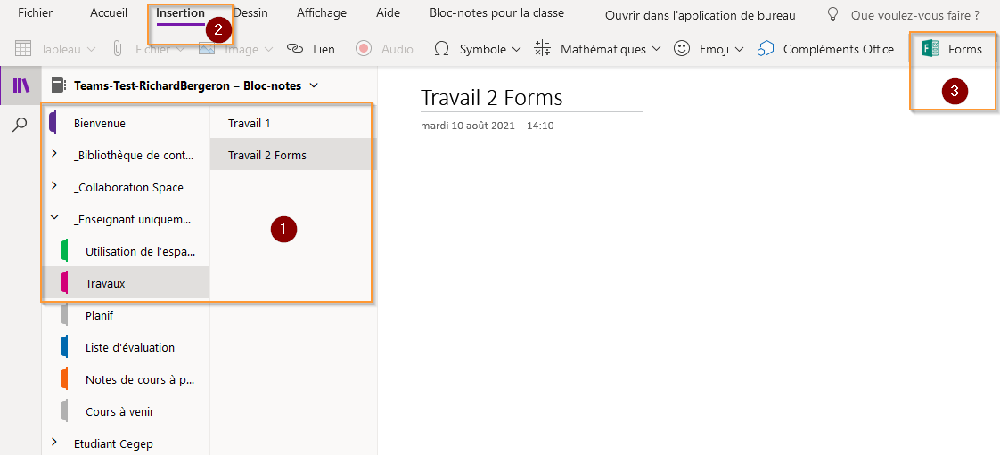 Fichier Accueil Insertion Dessin Affichage Aide Bloc-notes pour la classe Ouvrir dans l'application de bureau Que voulez-vous faire ?
2
Tableau Fichier Image Lien Audio Symbole Mathématiques Emoji Compléments Office Forms
3
Teams-Test-RichardBergeron – Bloc-notes
Travail 2 Forms
mardi 10 août 2021 14:10
Bienvenue
_Bibliothèque de cont...
_Collaboration Space
_Enseignant uniquem...
Utilisation de l'espa...
Travaux
Planif
Liste d'évaluation
Notes de cours à p...
Cours à venir
Etudiant Cegep
Travail 1
Travail 2 Forms
1